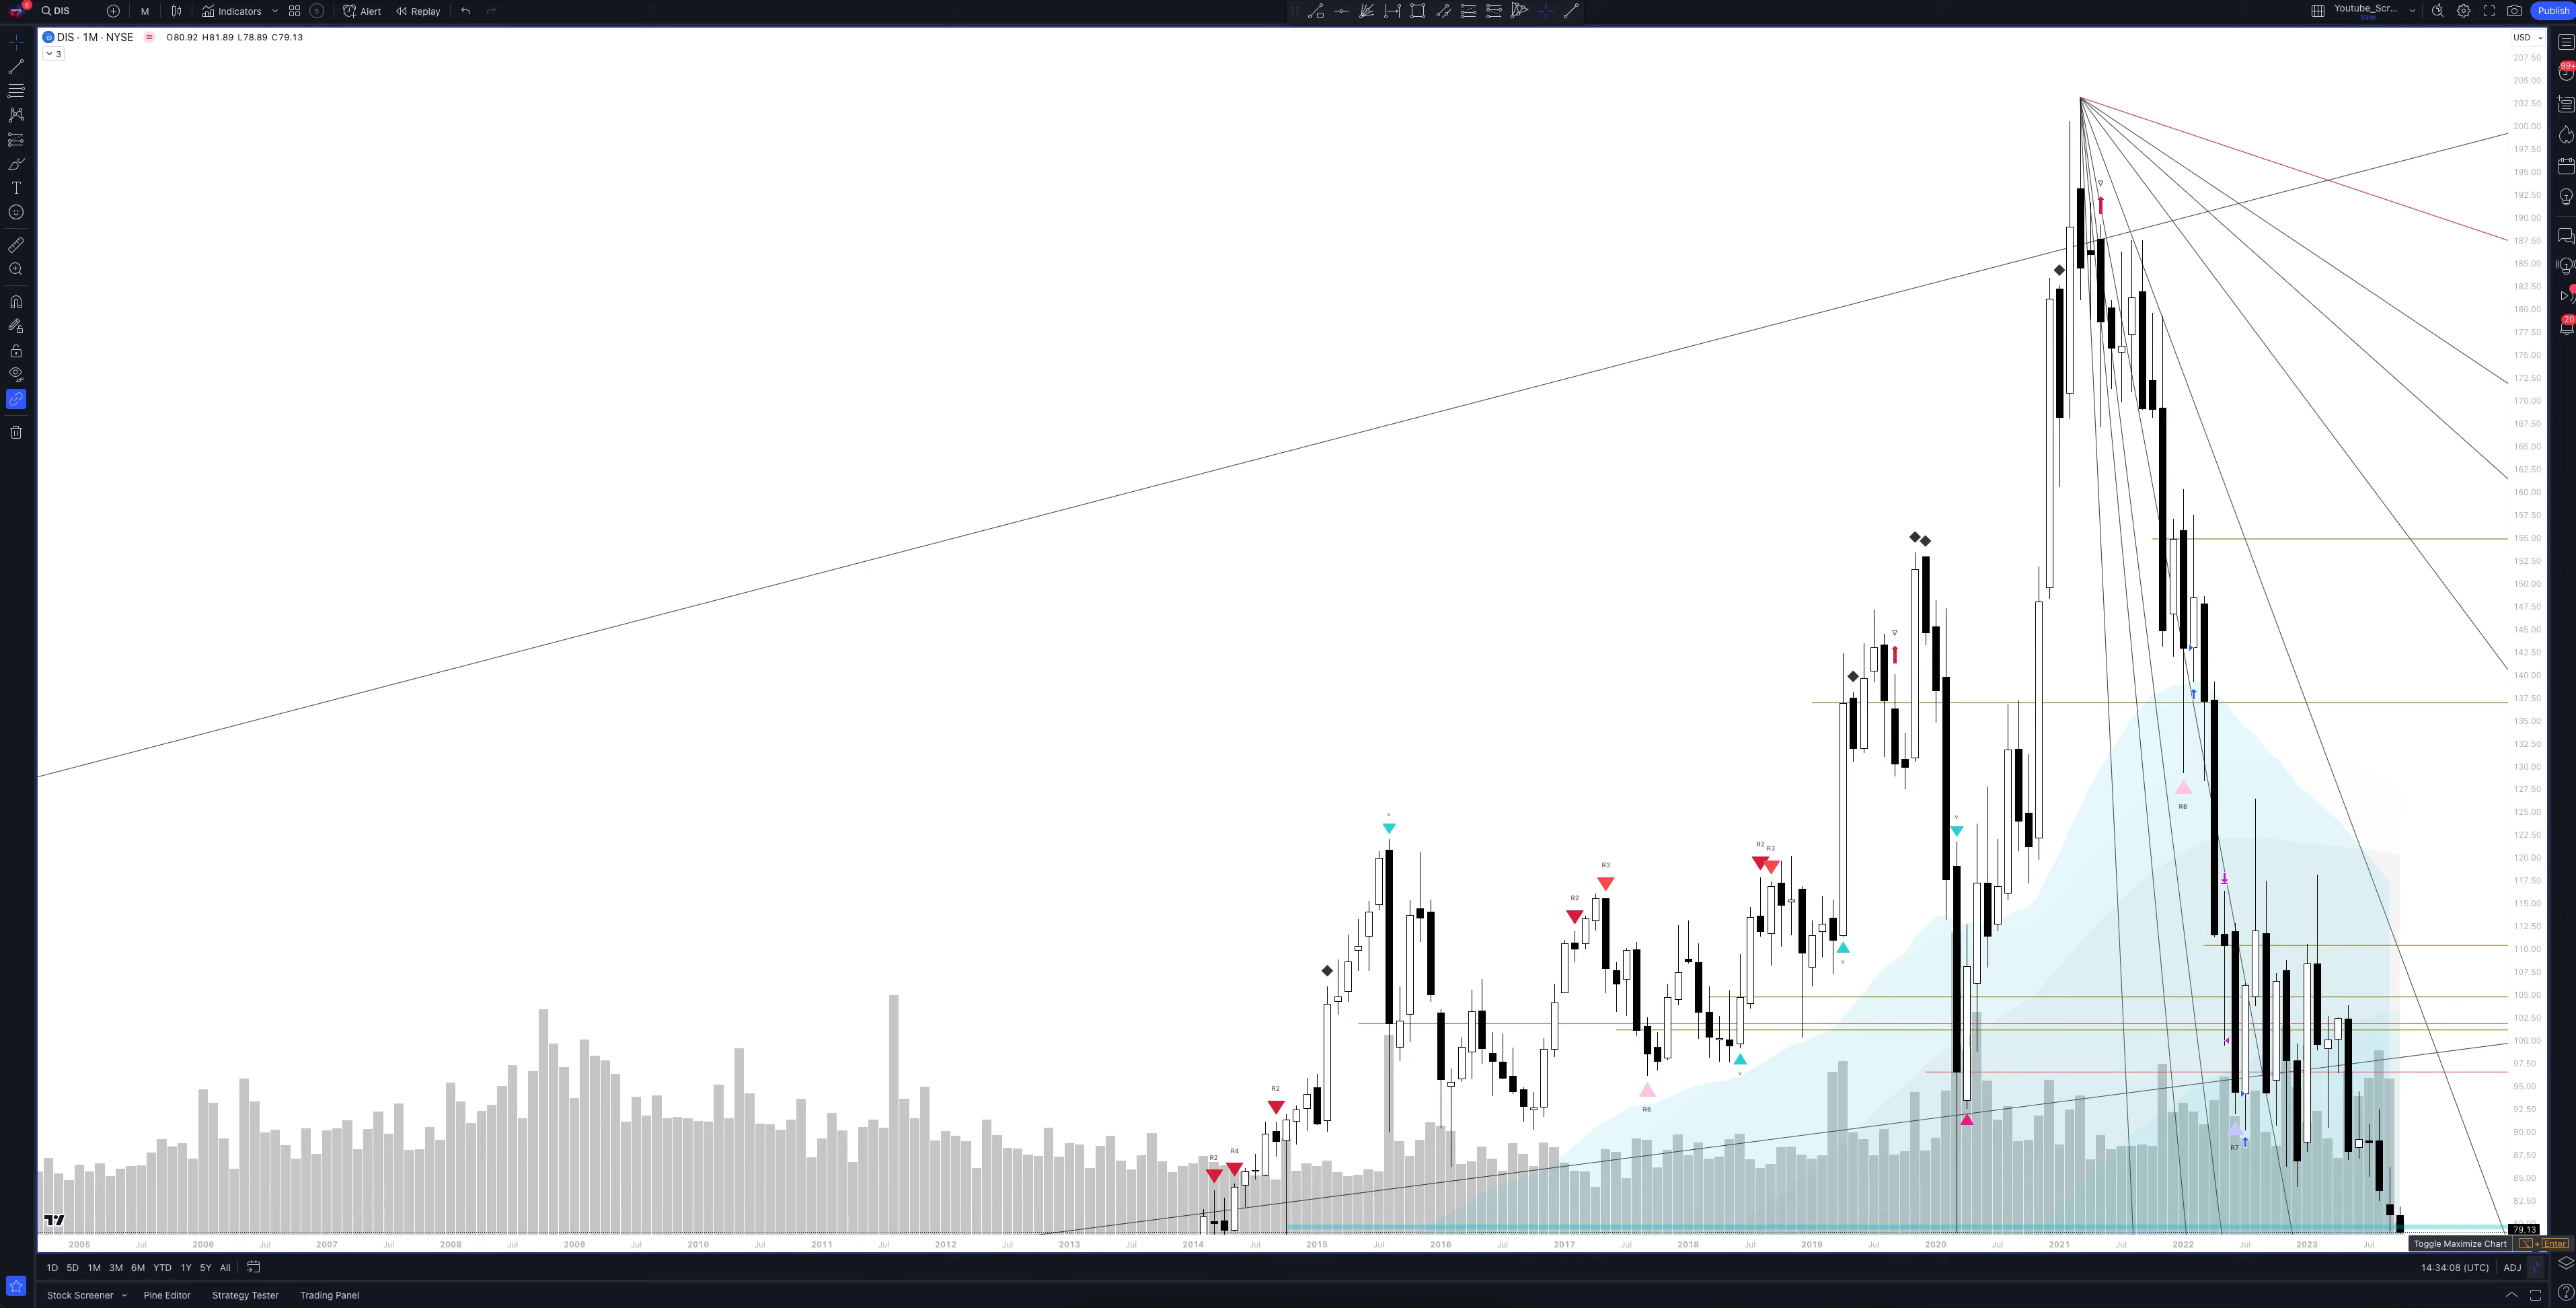 8
DIS
M
Indicators
5
Alert
Replay
Youtube_Scr...
Save
Publish
DIS · 1M · NYSE O80.92 H81.89 L78.89 C79.13
3
USD
207.50
205.00
202.50
200.00
197.50
195.00
192.50
190.00
187.50
185.00
182.50
180.00
177.50
175.00
172.50
170.00
167.50
165.00
162.50
160.00
157.50
155.00
152.50
150.00
147.50
145.00
142.50
140.00
137.50
135.00
132.50
130.00
127.50
125.00
122.50
120.00
117.50
115.00
112.50
110.00
107.50
105.00
102.50
100.00
97.50
95.00
92.50
90.00
87.50
85.00
82.50
79.13
99+
20
R2
R4
R2
V
R2
R3
R6
V
R2
R3
V
V
R6
R7
2005 Jul 2006 Jul 2007 Jul 2008 Jul 2009 Jul 2010 Jul 2011 Jul 2012 Jul 2013 Jul 2014 Jul 2015 Jul 2016 Jul 2017 Jul 2018 Jul 2019 Jul 2020 Jul 2021 Jul 2022 Jul 2023 Jul
Toggle Maximize Chart ⌥ + Enter
1D 5D 1M 3M 6M YTD 1Y 5Y All
14:34:08 (UTC) ADJ
Stock Screener Pine Editor Strategy Tester Trading Panel